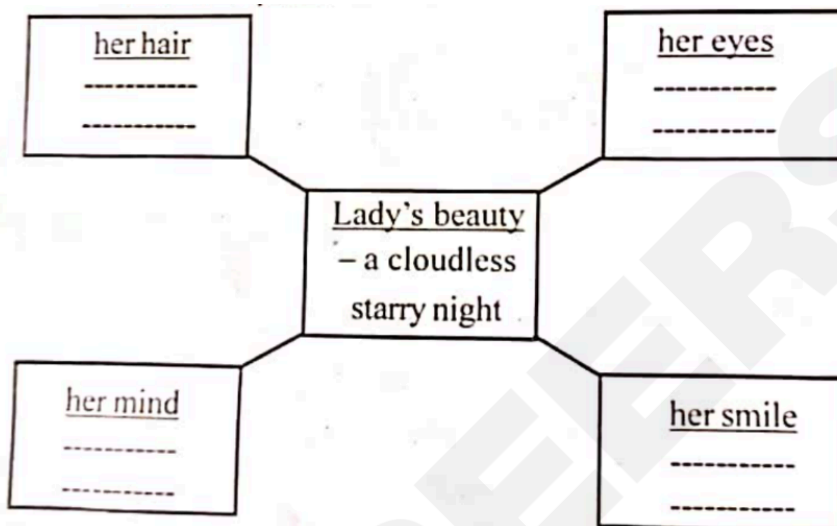 her hair
-----------
-----------
her eyes
-----------
-----------
Lady's beauty
– a cloudless
starry night
her mind
-----------
-----------
her smile
-----------
-----------